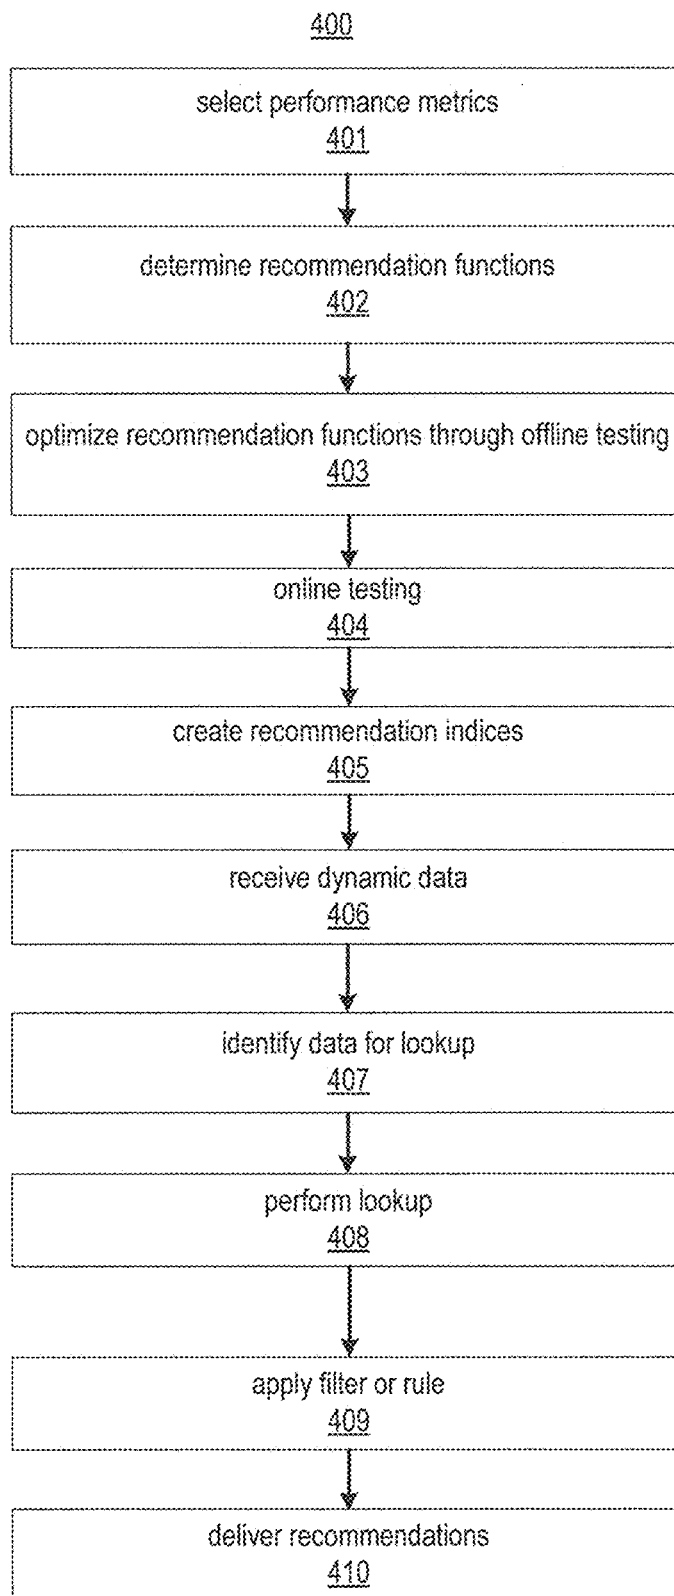 400
select performance metrics
401
determine recommendation functions
402
optimize recommendation functions through offline testing
403
online testing
404
create recommendation indices
405
receive dynamic data
406
identify data for lookup
407
perform lookup
408
apply filter or rule
409
deliver recommendations
410